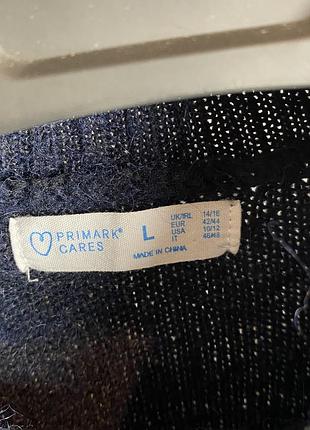 PRIMARK®
CARES
L
UK/IRL 14/16
EUR 42/44
USA 10/12
IT 46/48
MADE IN CHINA